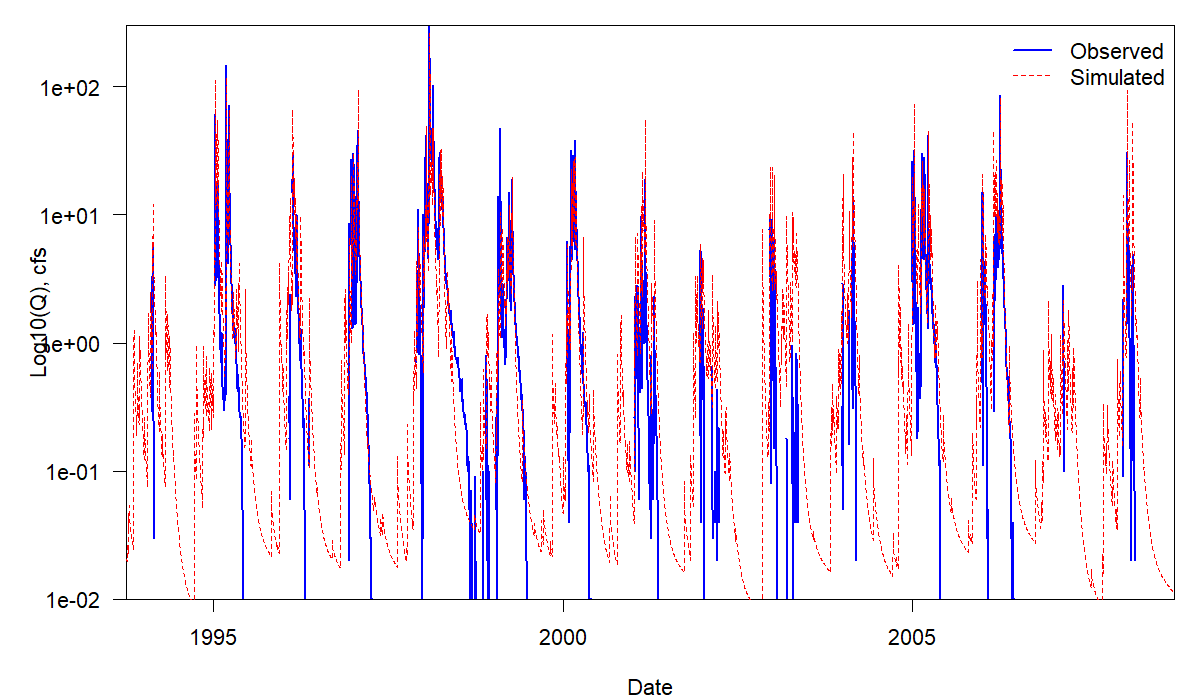 Observed
Simulated
1e+02
1e+01
1e+00
1e-01
1e-02
Log10(Q), cfs
1995
2000
2005
Date